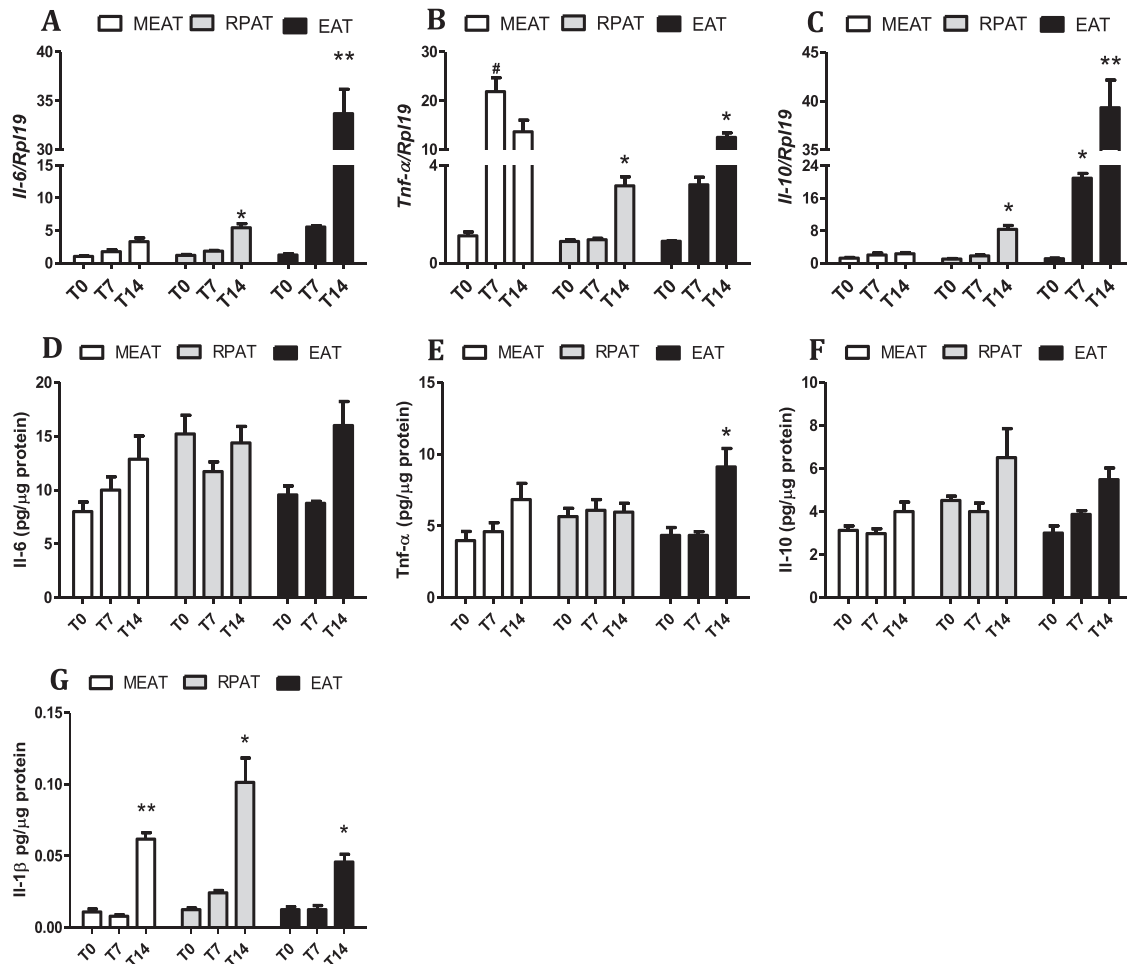 A MEAT RPAT EAT
Il-6/Rpl19
40
35
30
15
10
5
0
*
**
T0 T7 T14 T0 T7 T14 T0 T7 T14
B MEAT RPAT EAT
Tnf-α/Rpl19
30
20
10
4
0
#
*
*
T0 T7 T14 T0 T7 T14 T0 T7 T14
C MEAT RPAT EAT
Il-10/Rpl19
45
40
35
24
16
8
0
*
*
**
T0 T7 T14 T0 T7 T14 T0 T7 T14
D MEAT RPAT EAT
Il-6 (pg/μg protein)
20
15
10
5
0
T0 T7 T14 T0 T7 T14 T0 T7 T14
E MEAT RPAT EAT
Tnf-α (pg/μg protein)
15
10
5
0
*
T0 T7 T14 T0 T7 T14 T0 T7 T14
F MEAT RPAT EAT
Il-10 (pg/μg protein)
10
8
6
4
2
0
T0 T7 T14 T0 T7 T14 T0 T7 T14
G MEAT RPAT EAT
Il-1β pg/μg protein
0.15
0.10
0.05
0.00
**
*
*
T0 T7 T14 T0 T7 T14 T0 T7 T14